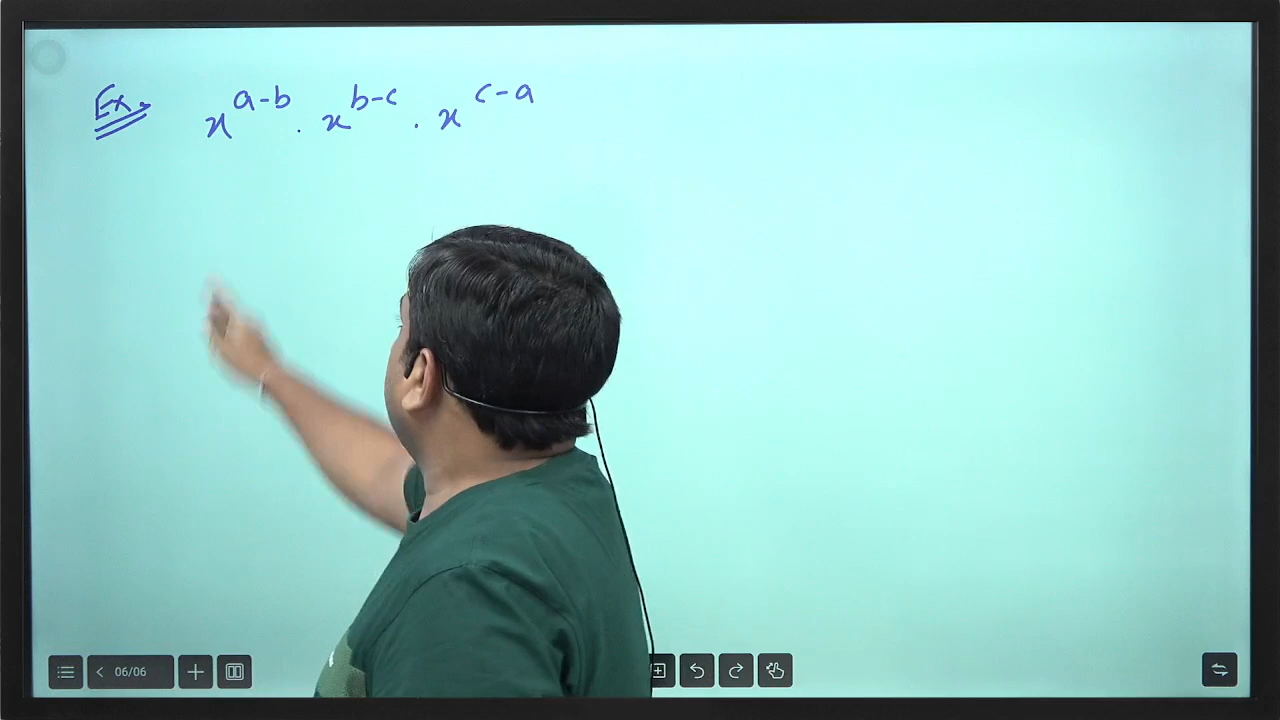 Ex. x^{a-b} . x^{b-c} . x^{c-a}
06/06